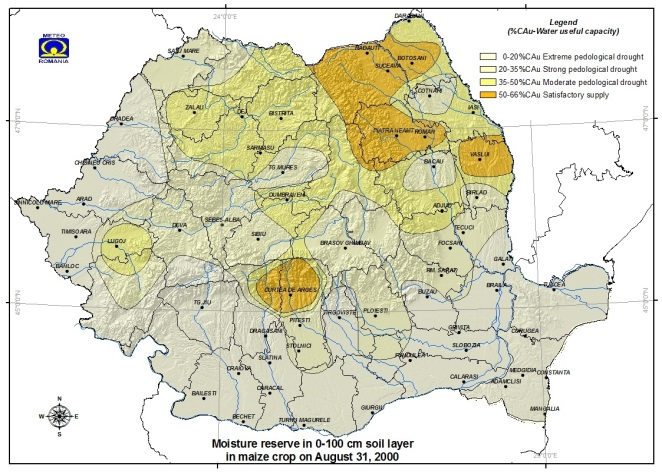 24°0'0"E
DARABANI
Legend
(%CAu-Water useful capacity)
METEO
ROMANIA
SATU MARE
RADAUTI
BOTOSANI
SUCEAVA
0-20%CAu Extreme pedological drought
20-35%CAu Strong pedological drought
35-50%CAu Moderate pedological drought
50-66%CAu Satisfactory supply
COTNARI
ZALAU
DEJ
BISTRITA
IASI
ORADEA
47°0'0"N
47°0'0"N
PIATRA NEAMT
ROMAN
SARMASU
VASLUI
CHISINEU CRIS
TG.MURES
BACAU
DUMBRAVENI
BIRLAD
SINNICOLO MARE
ARAD
ADJUD
TIMISOARA
DEVA
SEBES-ALBA
SIBIU
TECUCI
LUGOJ
BRASOV GHIMBAV
FOCSANI
BANLOC
RM. SARAT
GALATI
CURTEA DE ARGES
TULCEA
TG.JIU
BUZAU
BRAILA
45°0'0"N
PITESTI
TIRGOVISTE
PLOIESTI
DRAGASANI
GRIVITA
CORUGEA
STOLNICI
SLATINA
FUNDULEA
SLOBOZIA
CRAIOVA
CALARASI
MEDGIDIA
CONSTANTA
ADAMCLISI
BAILESTI
CARACAL
N
W
E
S
BECHET
TURNU MAGURELE
GIURGIU
MANGALIA
Moisture reserve in 0-100 cm soil layer
in maize crop on August 31, 2000